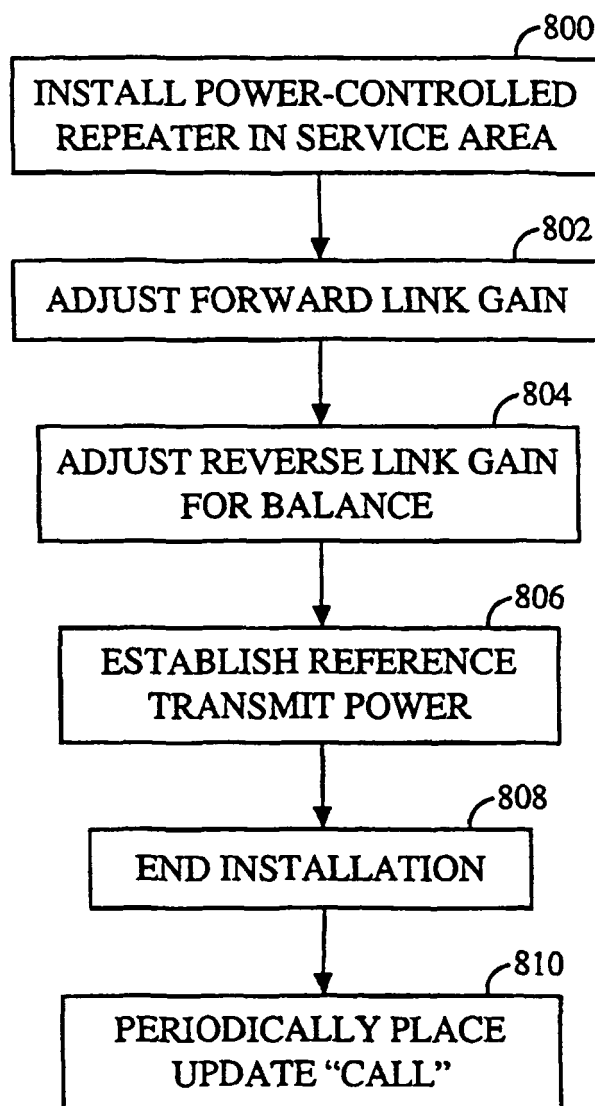 800
INSTALL POWER-CONTROLLED
REPEATER IN SERVICE AREA
802
ADJUST FORWARD LINK GAIN
804
ADJUST REVERSE LINK GAIN
FOR BALANCE
806
ESTABLISH REFERENCE
TRANSMIT POWER
808
END INSTALLATION
810
PERIODICALLY PLACE
UPDATE “CALL”